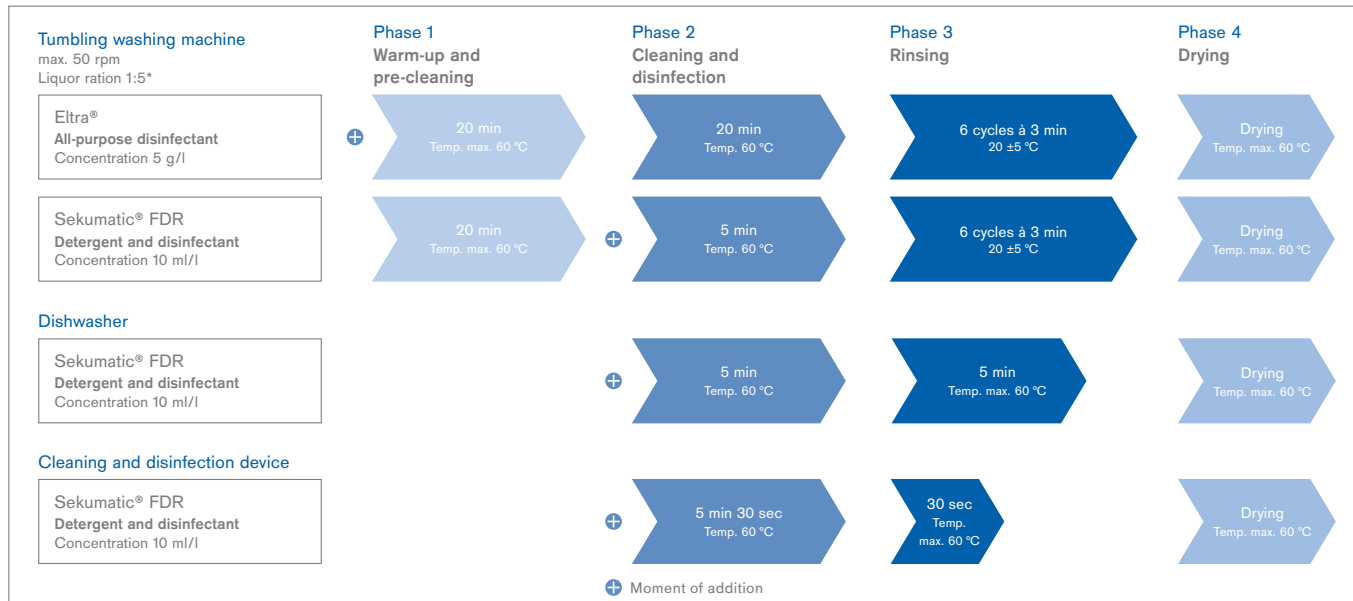 Tumbling washing machine
max. 50 rpm
Liquor ration 1:5*
Phase 1
Warm-up and
pre-cleaning
Phase 2
Cleaning and
disinfection
Phase 3
Rinsing
Phase 4
Drying
Eltra®
All-purpose disinfectant
Concentration 5 g/l
20 min
Temp. max. 60 °C
20 min
Temp. 60 °C
6 cycles à 3 min
20 ±5 °C
Drying
Temp. max. 60 °C
Sekumatic® FDR
Detergent and disinfectant
Concentration 10 ml/l
20 min
Temp. max. 60 °C
5 min
Temp. 60 °C
6 cycles à 3 min
20 ±5 °C
Drying
Temp. max. 60 °C
Dishwasher
Sekumatic® FDR
Detergent and disinfectant
Concentration 10 ml/l
5 min
Temp. 60 °C
5 min
Temp. max. 60 °C
Drying
Temp. max. 60 °C
Cleaning and disinfection device
Sekumatic® FDR
Detergent and disinfectant
Concentration 10 ml/l
5 min 30 sec
Temp. 60 °C
30 sec
Temp.
max. 60 °C
Drying
Temp. max. 60 °C
Moment of addition